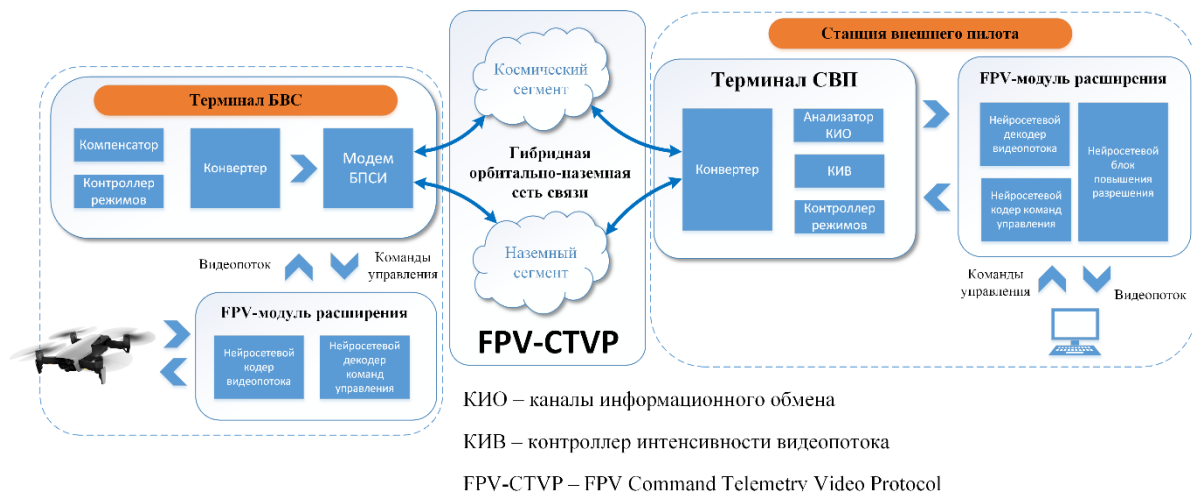 Терминал БВС
Компенсатор
Контроллер
режимов
Конвертер
Модем
БПСИ
Видеопоток
Команды
управления
FPV-модуль расширения
Нейросетевой
кодер
видеопотока
Нейросетевой
декодер
команд
управления
Космический
сегмент
Гибридная
орбитально-наземная
сеть связи
Наземный
сегмент
FPV-CTVP
Станция внешнего пилота
Терминал СВП
Конвертер
Анализатор
КИО
КИВ
Контроллер
режимов
FPV-модуль расширения
Нейросетевой
декодер
видеопотока
Нейросетевой
кодер команд
управления
Нейросетевой
блок
повышения
разрешения
Команды
управления
Видеопоток
КИО – каналы информационного обмена
КИВ – контроллер интенсивности видеопотока
FPV-CTVP – FPV Command Telemetry Video Protocol